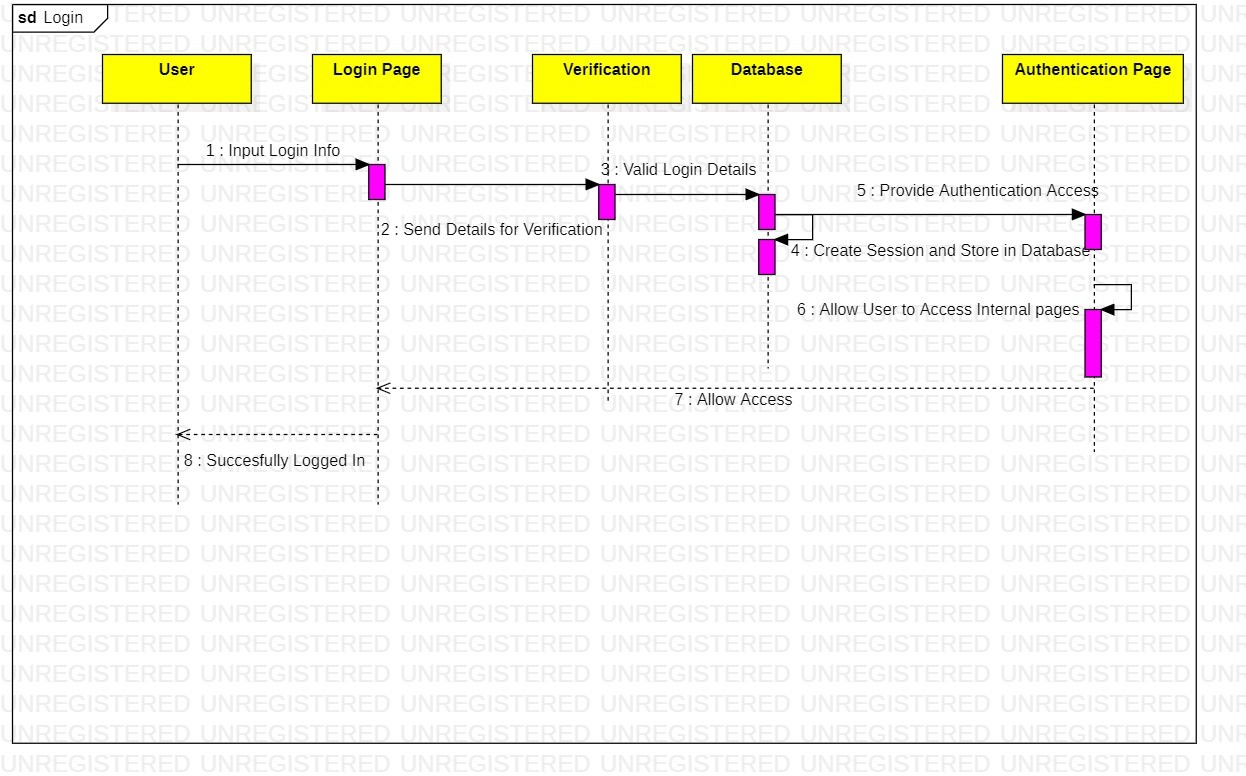 sd Login
User
Login Page
Verification
Database
Authentication Page
1 : Input Login Info
3 : Valid Login Details
5 : Provide Authentication Access
2 : Send Details for Verification
4 : Create Session and Store in Database
6 : Allow User to Access Internal pages
7 : Allow Access
8 : Succesfully Logged In
UNREGISTERED